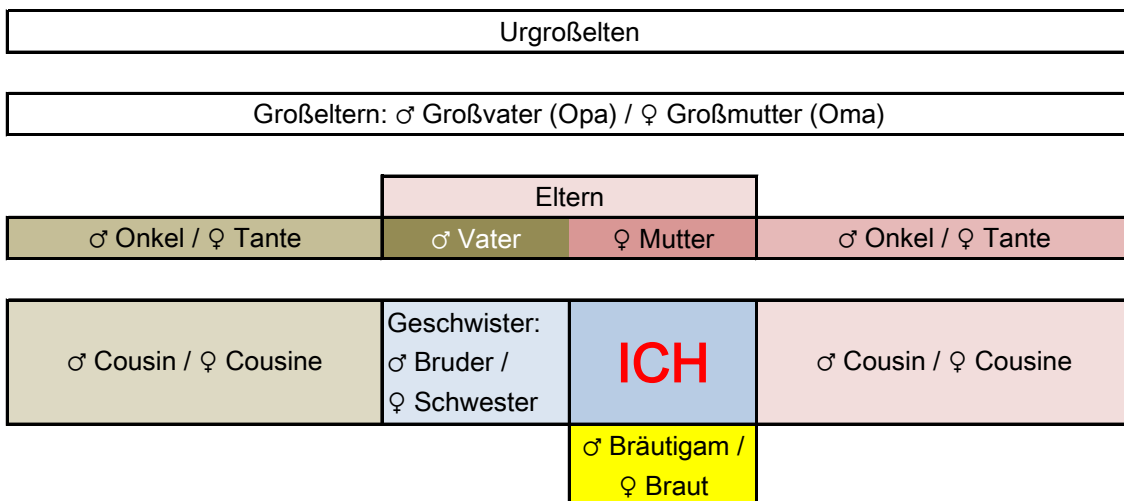 Urgroßelten
Großeltern: ♂ Großvater (Opa) / ♀ Großmutter (Oma)
Eltern
♂ Onkel / ♀ Tante
♂ Vater
♀ Mutter
♂ Onkel / ♀ Tante
♂ Cousin / ♀ Cousine
Geschwister:
♂ Bruder /
♀ Schwester
ICH
♂ Cousin / ♀ Cousine
♂ Bräutigam /
♀ Braut